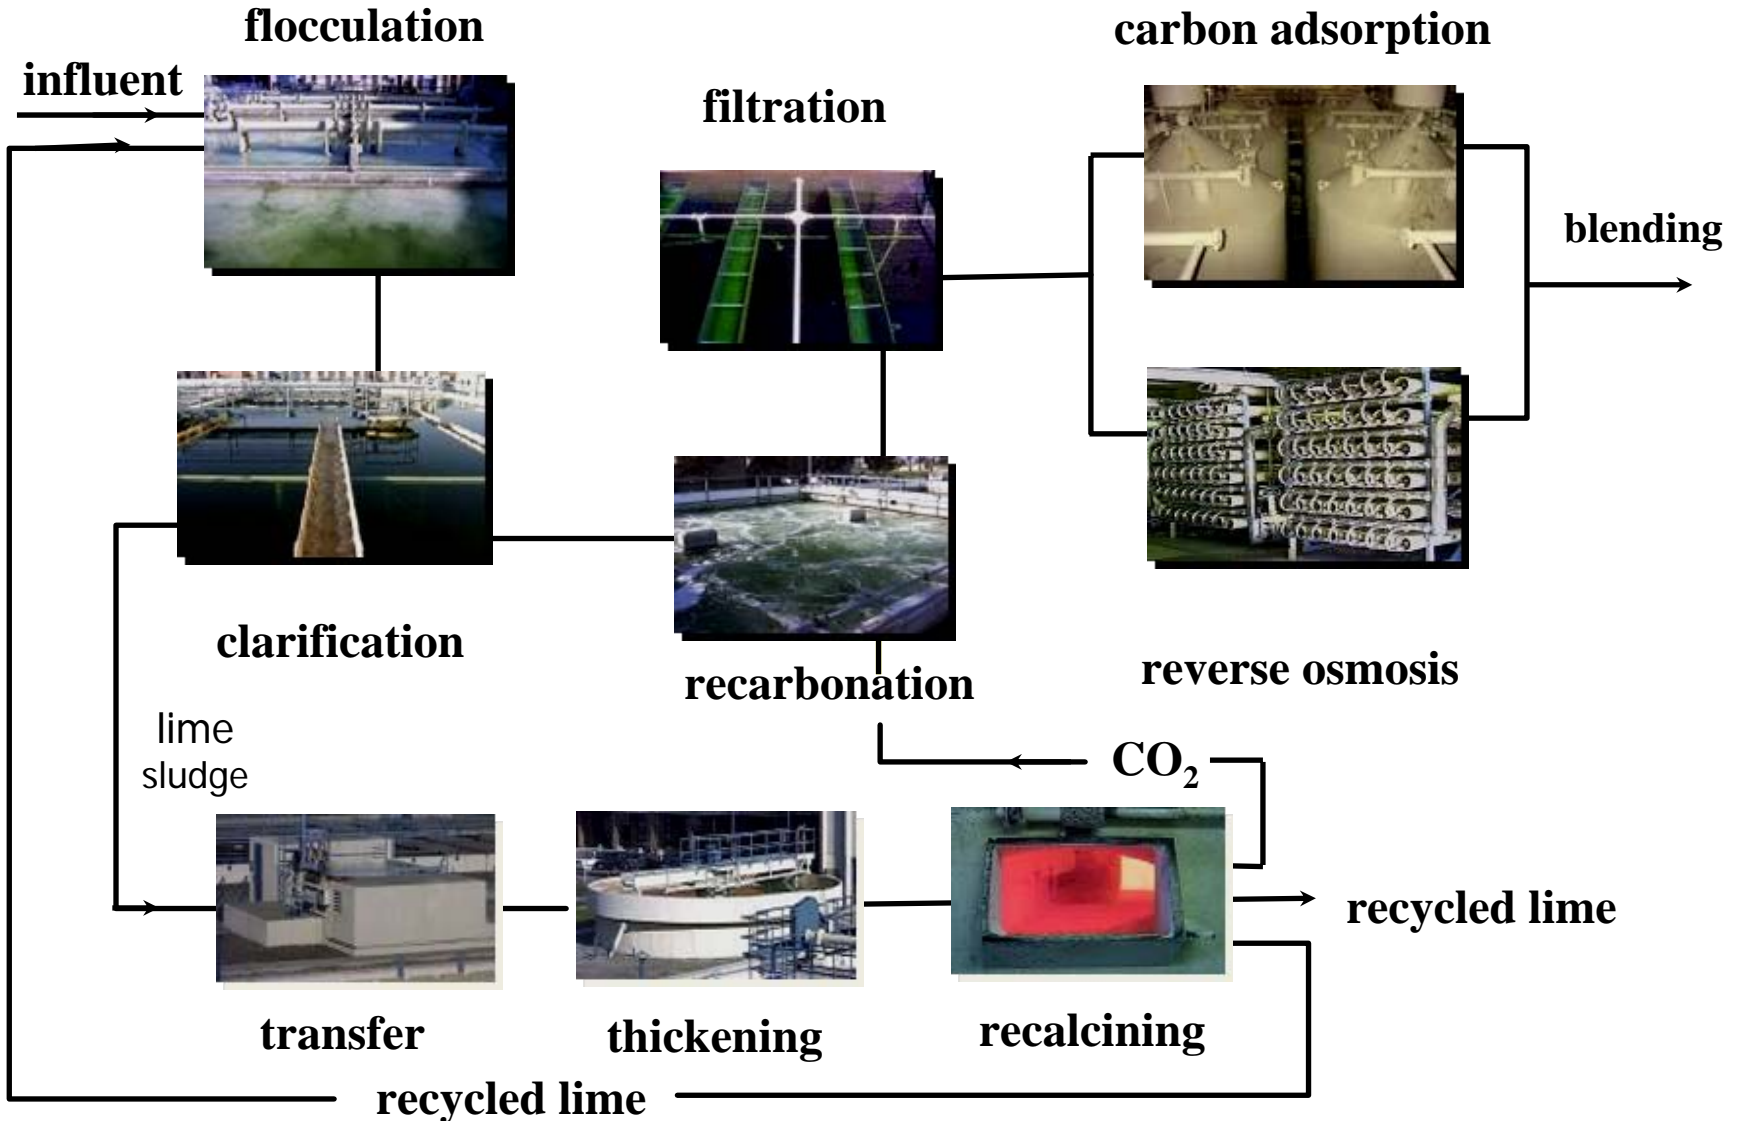 flocculation
carbon adsorption
influent
filtration
blending
clarification
recarbonation
reverse osmosis
lime
sludge
CO₂
recycled lime
transfer
thickening
recalcining
recycled lime